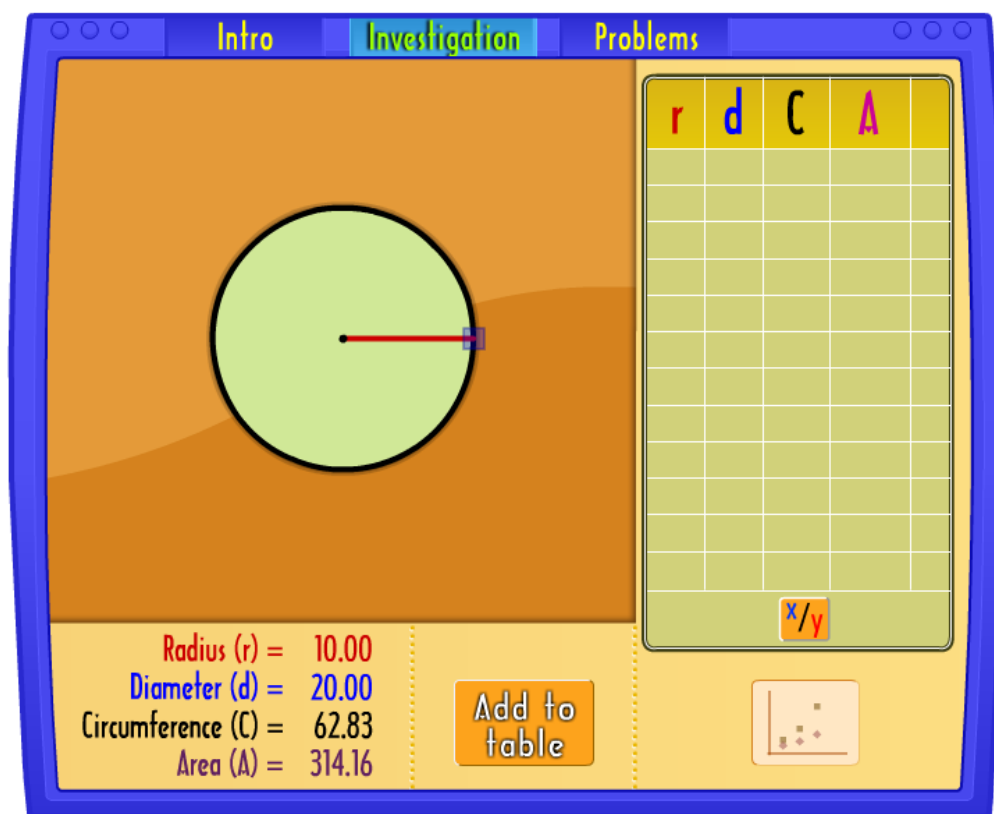 Intro Investigation Problems
r d C A
Radius (r) = 10.00
Diameter (d) = 20.00
Circumference (C) = 62.83
Area (A) = 314.16
Add to
table
x/y